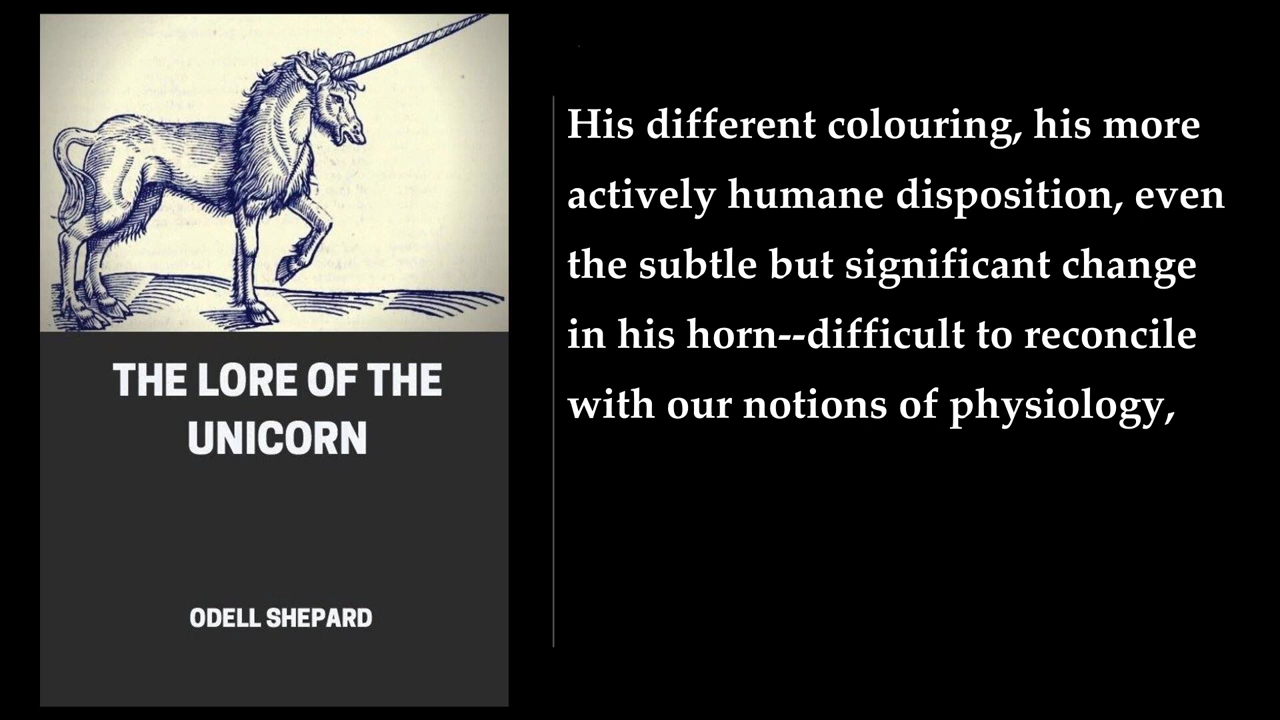 THE LORE OF THE
UNICORN
ODELL SHEPARD
His different colouring, his more
actively humane disposition, even
the subtle but significant change
in his horn--difficult to reconcile
with our notions of physiology,